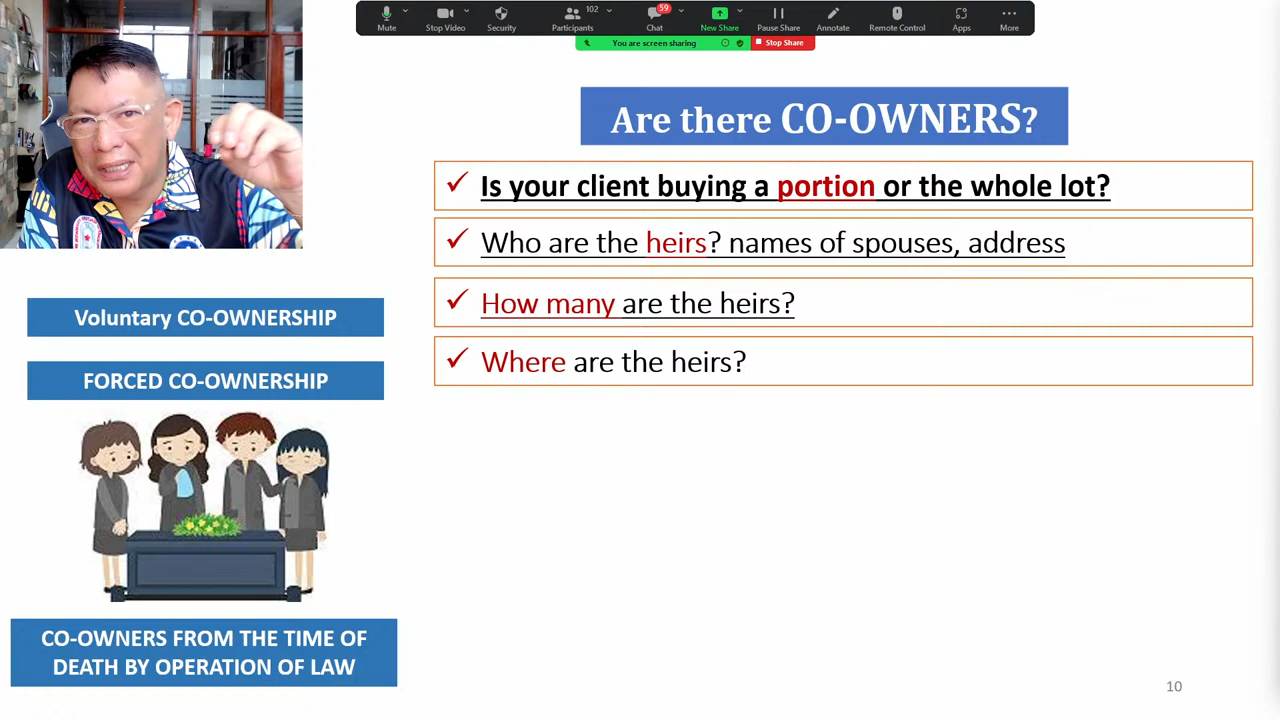 Mute
Stop Video
Security
Participants
102
Chat
59
New Share
Pause Share
Annotate
Remote Control
Apps
More
You are screen sharing
Stop Share
Are there CO-OWNERS?
Is your client buying a portion or the whole lot?
Who are the heirs? names of spouses, address
How many are the heirs?
Where are the heirs?
Voluntary CO-OWNERSHIP
FORCED CO-OWNERSHIP
CO-OWNERS FROM THE TIME OF
DEATH BY OPERATION OF LAW
10